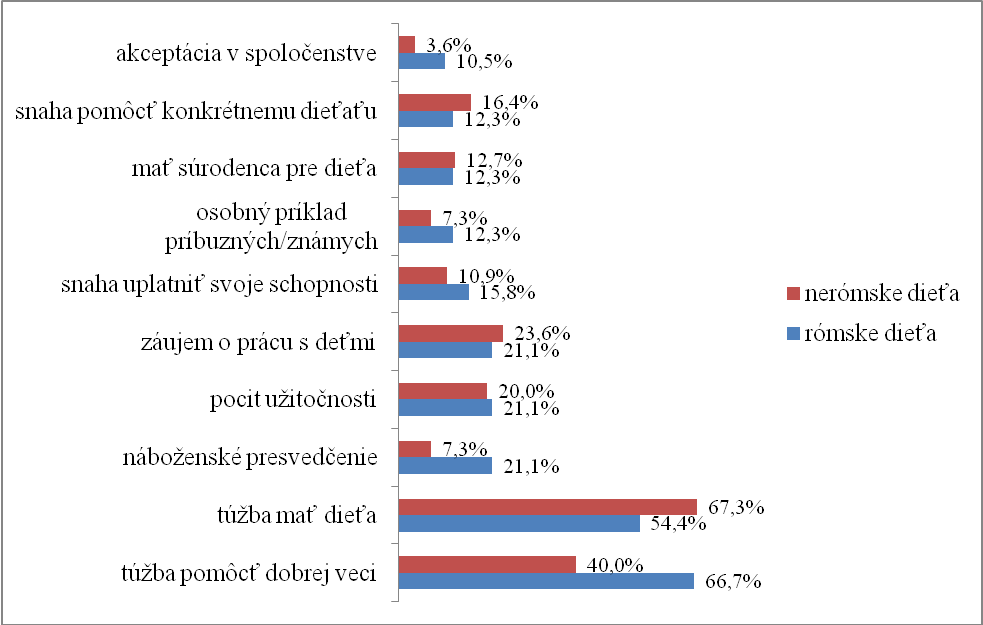 akceptácia v spoločenstve
3,6%
10,5%
snaha pomôcť konkrétnemu dieťaťu
16,4%
12,3%
mať súrodenca pre dieťa
12,7%
12,3%
osobný príklad
príbuzných/známych
7,3%
12,3%
snaha uplatniť svoje schopnosti
10,9%
15,8%
záujem o prácu s deťmi
23,6%
21,1%
pocit užitočnosti
20,0%
21,1%
náboženské presvedčenie
7,3%
21,1%
túžba mať dieťa
67,3%
54,4%
túžba pomôcť dobrej veci
40,0%
66,7%
nerómske dieťa
rómske dieťa